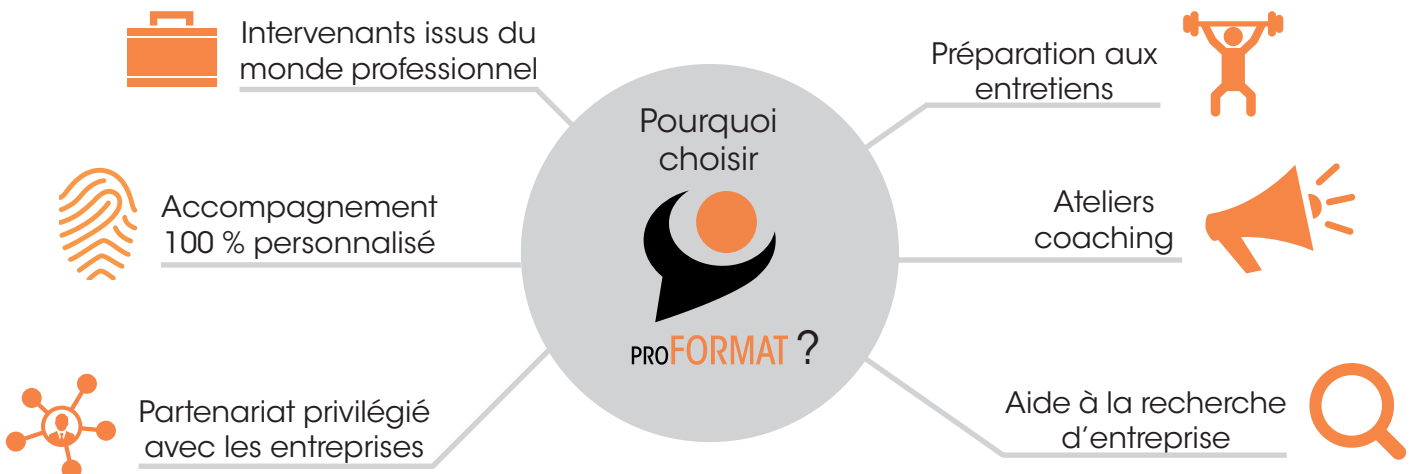 Intervenants issus du
monde professionnel
Accompagnement
100 % personnalisé
Partenariat privilégié
avec les entreprises
Pourquoi
choisir
PROFORMAT ?
Préparation aux
entretiens
Ateliers
coaching
Aide à la recherche
d'entreprise